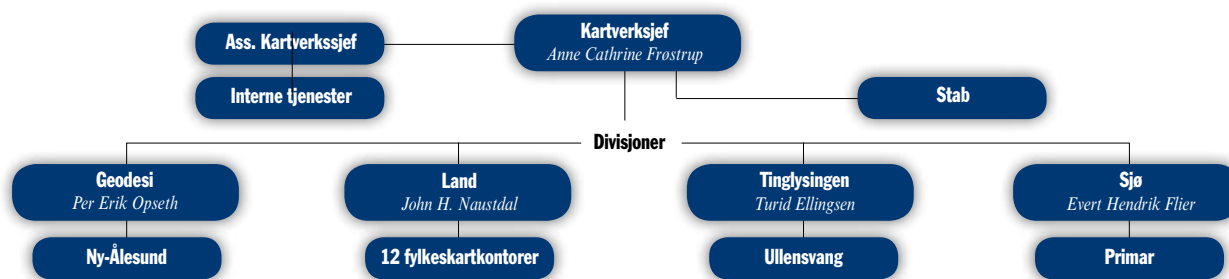 Kartverksjef
Anne Cathrine Frøstrup
Ass. Kartverkssjef
Interne tjenester
Stab
Divisjoner
Geodesi
Per Erik Opseth
Land
John H. Naustdal
Tinglysingen
Turid Ellingsen
Sjø
Evert Hendrik Flier
Ny-Ålesund
12 fylkeskartkontorer
Ullensvang
Primar